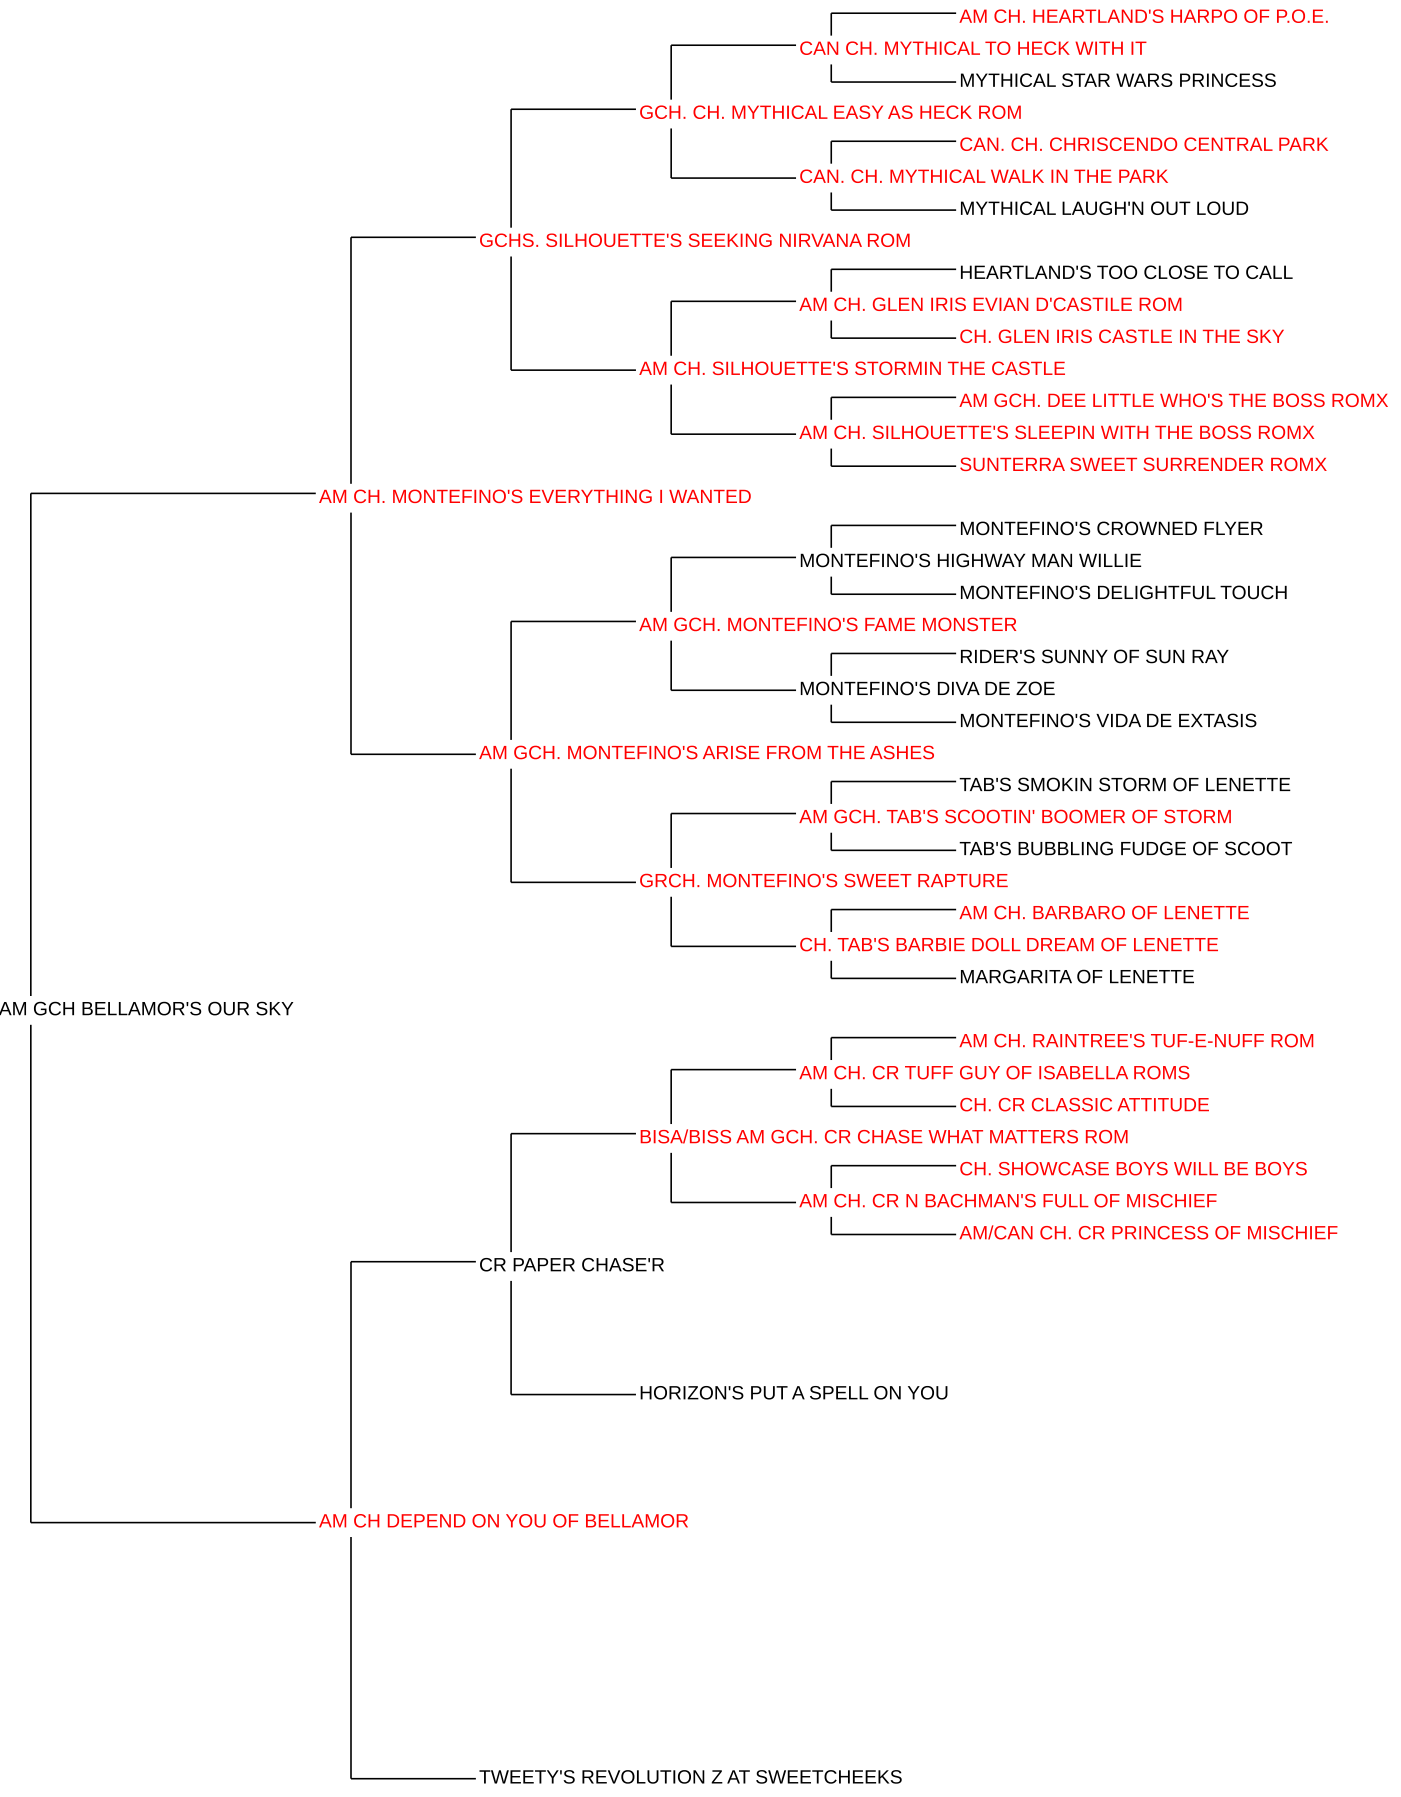 AM CH. HEARTLAND'S HARPO OF P.O.E.
CAN CH. MYTHICAL TO HECK WITH IT
MYTHICAL STAR WARS PRINCESS
GCH. CH. MYTHICAL EASY AS HECK ROM
CAN. CH. CHRISCENDO CENTRAL PARK
CAN. CH. MYTHICAL WALK IN THE PARK
MYTHICAL LAUGH'N OUT LOUD
GCHS. SILHOUETTE'S SEEKING NIRVANA ROM
HEARTLAND'S TOO CLOSE TO CALL
AM CH. GLEN IRIS EVIAN D'CASTILE ROM
CH. GLEN IRIS CASTLE IN THE SKY
AM CH. SILHOUETTE'S STORMIN THE CASTLE
AM GCH. DEE LITTLE WHO'S THE BOSS ROMX
AM CH. SILHOUETTE'S SLEEPIN WITH THE BOSS ROMX
SUNTERRA SWEET SURRENDER ROMX
AM CH. MONTEFINO'S EVERYTHING I WANTED
MONTEFINO'S CROWNED FLYER
MONTEFINO'S HIGHWAY MAN WILLIE
MONTEFINO'S DELIGHTFUL TOUCH
AM GCH. MONTEFINO'S FAME MONSTER
RIDER'S SUNNY OF SUN RAY
MONTEFINO'S DIVA DE ZOE
MONTEFINO'S VIDA DE EXTASIS
AM GCH. MONTEFINO'S ARISE FROM THE ASHES
TAB'S SMOKIN STORM OF LENETTE
AM GCH. TAB'S SCOOTIN' BOOMER OF STORM
TAB'S BUBBLING FUDGE OF SCOOT
GRCH. MONTEFINO'S SWEET RAPTURE
AM CH. BARBARO OF LENETTE
CH. TAB'S BARBIE DOLL DREAM OF LENETTE
MARGARITA OF LENETTE
AM GCH BELLAMOR'S OUR SKY
AM CH. RAINTREE'S TUF-E-NUFF ROM
AM CH. CR TUFF GUY OF ISABELLA ROMS
CH. CR CLASSIC ATTITUDE
BISA/BISS AM GCH. CR CHASE WHAT MATTERS ROM
CH. SHOWCASE BOYS WILL BE BOYS
AM CH. CR N BACHMAN'S FULL OF MISCHIEF
AM/CAN CH. CR PRINCESS OF MISCHIEF
CR PAPER CHASE'R
HORIZON'S PUT A SPELL ON YOU
AM CH DEPEND ON YOU OF BELLAMOR
TWEETY'S REVOLUTION Z AT SWEETCHEEKS